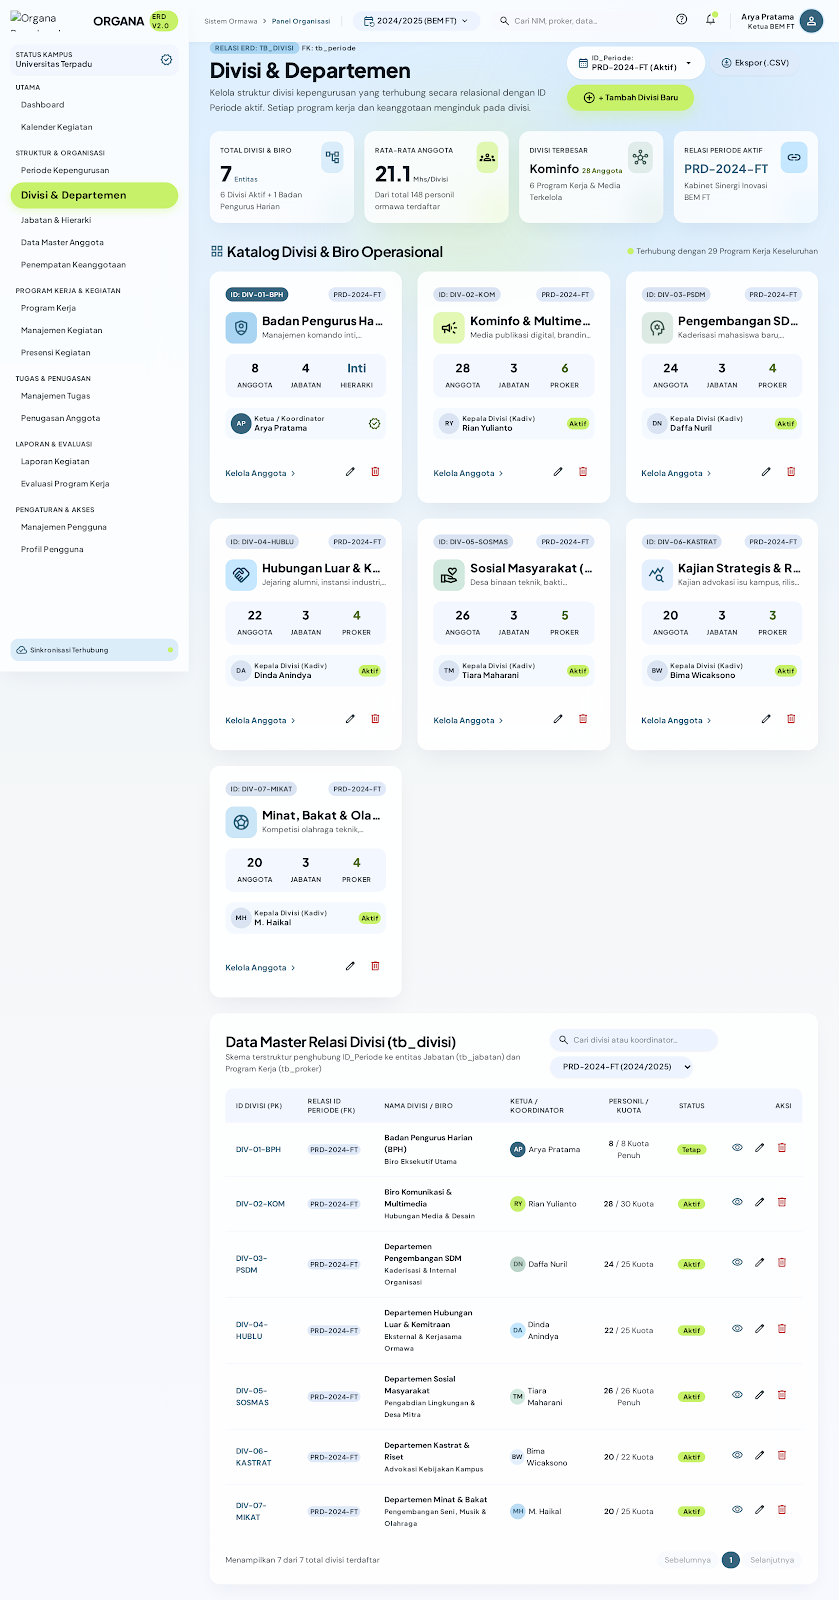 Organa
ORGANA
ERD V2.0
STATUS KAMPUS
Universitas Terpadu
UTAMA
Dashboard
Kalender Kegiatan
STRUKTUR & ORGANISASI
Periode Kepengurusan
Divisi & Departemen
Jabatan & Hierarki
Data Master Anggota
Penempatan Keanggotaan
PROGRAM KERJA & KEGIATAN
Program Kerja
Manajemen Kegiatan
Presensi Kegiatan
TUGAS & PENUGASAN
Manajemen Tugas
Penugasan Anggota
LAPORAN & EVALUASI
Laporan Kegiatan
Evaluasi Program Kerja
PENGATURAN & AKSES
Manajemen Pengguna
Profil Pengguna
Sinkronisasi Terhubung
Sistem Ormawa > Panel Organisasi
2024/2025 (BEM FT)
Cari NIM, proker, data...
Arya Pratama
Ketua BEM FT
RELASI ERD: TB_DIVISI FK: tb_periode
Divisi & Departemen
Kelola struktur divisi kepengurusan yang terhubung secara relasional dengan ID
Periode aktif. Setiap program kerja dan keanggotaan menginduk pada divisi.
ID_Periode:
PRD-2024-FT (Aktif)
Ekspor (.CSV)
+ Tambah Divisi Baru
TOTAL DIVISI & BIRO
7 Entitas
6 Divisi Aktif + 1 Badan
Pengurus Harian
RATA-RATA ANGGOTA
21.1 Mhs/Divisi
Dari total 148 personil
ormawa terdaftar
DIVISI TERBESAR
Kominfo 28 Anggota
6 Program Kerja & Media
Terkelola
RELASI PERIODE AKTIF
PRD-2024-FT
Kabinet Sinergi Inovasi
BEM FT
Katalog Divisi & Biro Operasional
Terhubung dengan 29 Program Kerja Keseluruhan
ID: DIV-01-BPH PRD-2024-FT
Badan Pengurus Ha...
Manajemen komando inti,...
8 4 Inti
ANGGOTA JABATAN HIERARKI
AP
Ketua / Koordinator
Arya Pratama
Kelola Anggota >
ID: DIV-02-KOM PRD-2024-FT
Kominfo & Multime...
Media publikasi digital, brandin...
28 3 6
ANGGOTA JABATAN PROKER
RY
Kepala Divisi (Kadiv)
Rian Yulianto
Aktif
Kelola Anggota >
ID: DIV-03-PSDM PRD-2024-FT
Pengembangan SD...
Kaderisasi mahasiswa baru,...
24 3 4
ANGGOTA JABATAN PROKER
DN
Kepala Divisi (Kadiv)
Daffa Nuril
Aktif
Kelola Anggota >
ID: DIV-04-HUBLU PRD-2024-FT
Hubungan Luar & K...
Jejaring alumni, instansi industri,...
22 3 4
ANGGOTA JABATAN PROKER
DA
Kepala Divisi (Kadiv)
Dinda Anindya
Aktif
Kelola Anggota >
ID: DIV-05-SOSMAS PRD-2024-FT
Sosial Masyarakat (...
Desa binaan teknik, bakti...
26 3 5
ANGGOTA JABATAN PROKER
TM
Kepala Divisi (Kadiv)
Tiara Maharani
Aktif
Kelola Anggota >
ID: DIV-06-KASTRAT PRD-2024-FT
Kajian Strategis & R...
Kajian advokasi isu kampus, rilis...
20 3 3
ANGGOTA JABATAN PROKER
BW
Kepala Divisi (Kadiv)
Bima Wicaksono
Aktif
Kelola Anggota >
ID: DIV-07-MIKAT PRD-2024-FT
Minat, Bakat & Ola...
Kompetisi olahraga teknik,...
20 3 4
ANGGOTA JABATAN PROKER
MH
Kepala Divisi (Kadiv)
M. Haikal
Aktif
Kelola Anggota >
Data Master Relasi Divisi (tb_divisi)
Skema terstruktur penghubung ID_Periode ke entitas Jabatan (tb_jabatan) dan
Program Kerja (tb_proker)
Cari divisi atau koordinator...
PRD-2024-FT (2024/2025)
ID DIVISI (PK)
RELASI ID
PERIODE (FK)
NAMA DIVISI / BIRO
KETUA /
KOORDINATOR
PERSONIL /
KUOTA
STATUS
AKSI
DIV-01-BPH
PRD-2024-FT
Badan Pengurus Harian
(BPH)
Biro Eksekutif Utama
AP Arya Pratama
8 / 8 Kuota
Penuh
Tetap
DIV-02-KOM
PRD-2024-FT
Biro Komunikasi &
Multimedia
Hubungan Media & Desain
RY Rian Yulianto
28 / 30 Kuota
Aktif
DIV-03-
PSDM
PRD-2024-FT
Departemen
Pengembangan SDM
Kaderisasi & Internal
Organisasi
DN Daffa Nuril
24 / 25 Kuota
Aktif
DIV-04-
HUBLU
PRD-2024-FT
Departemen Hubungan
Luar & Kemitraan
Eksternal & Kerjasama
Ormawa
DA Dinda
Anindya
22 / 25 Kuota
Aktif
DIV-05-
SOSMAS
PRD-2024-FT
Departemen Sosial
Masyarakat
Pengabdian Lingkungan &
Desa Mitra
TM Tiara
Maharani
26 / 26 Kuota
Penuh
Aktif
DIV-06-
KASTRAT
PRD-2024-FT
Departemen Kastrat &
Riset
Advokasi Kebijakan Kampus
BW Bima
Wicaksono
20 / 22 Kuota
Aktif
DIV-07-
MIKAT
PRD-2024-FT
Departemen Minat & Bakat
Pengembangan Seni, Musik &
Olahraga
MH M. Haikal
20 / 25 Kuota
Aktif
Menampilkan 7 dari 7 total divisi terdaftar
Sebelumnya 1 Selanjutnya